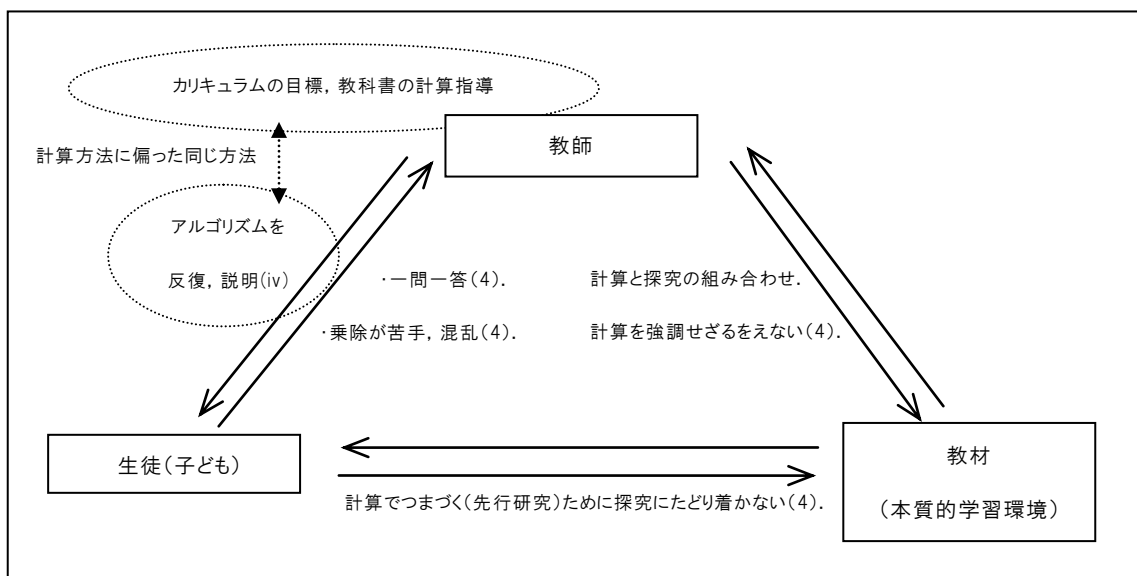 カリキュラムの目標，教科書の計算指導
教師
計算方法に偏った同じ方法
アルゴリズムを
反復，説明(iv)
・一問一答(4)．
計算と探究の組み合わせ．
・乗除が苦手，混乱(4)．
計算を強調せざるをえない(4)．
生徒(子ども)
教材
(本質的学習環境)
計算でつまづく(先行研究)ために探究にたどり着かない(4)．